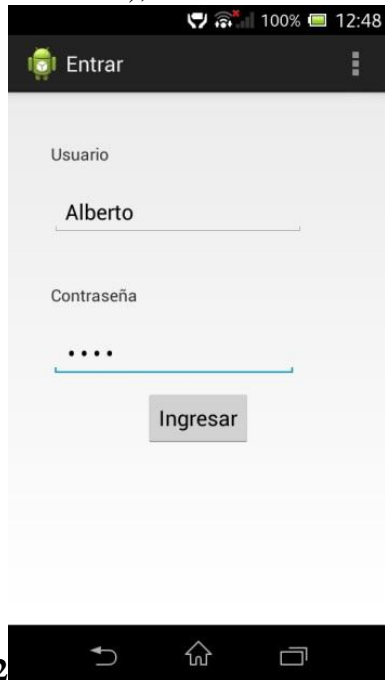 100% 12:48
Entrar
Usuario
Alberto
Contraseña
••••
Ingresar
2